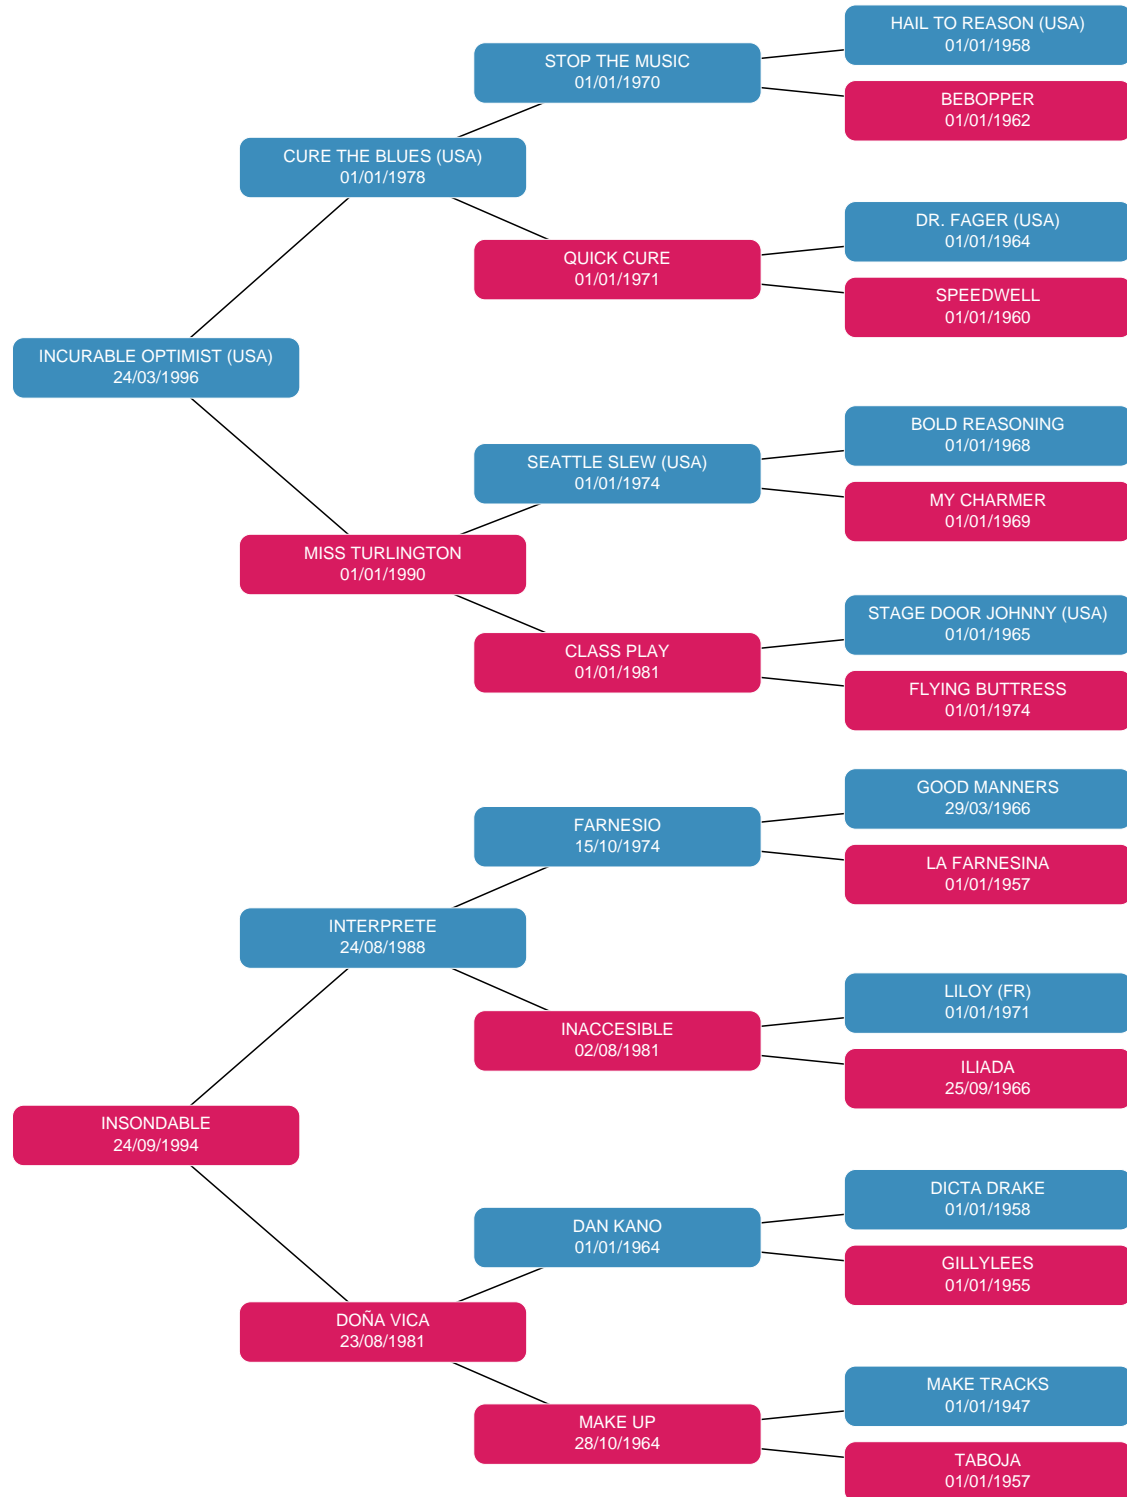 HAIL TO REASON (USA)
01/01/1958
STOP THE MUSIC
01/01/1970
BEBOPPER
01/01/1962
CURE THE BLUES (USA)
01/01/1978
DR. FAGER (USA)
01/01/1964
QUICK CURE
01/01/1971
SPEEDWELL
01/01/1960
INCURABLE OPTIMIST (USA)
24/03/1996
BOLD REASONING
01/01/1968
SEATTLE SLEW (USA)
01/01/1974
MY CHARMER
01/01/1969
MISS TURLINGTON
01/01/1990
STAGE DOOR JOHNNY (USA)
01/01/1965
CLASS PLAY
01/01/1981
FLYING BUTTRESS
01/01/1974
GOOD MANNERS
29/03/1966
FARNESIO
15/10/1974
LA FARNESINA
01/01/1957
INTERPRETE
24/08/1988
LILOY (FR)
01/01/1971
INACCESIBLE
02/08/1981
ILIADA
25/09/1966
INSONDABLE
24/09/1994
DICTA DRAKE
01/01/1958
DAN KANO
01/01/1964
GILLYLEES
01/01/1955
DOÑA VICA
23/08/1981
MAKE TRACKS
01/01/1947
MAKE UP
28/10/1964
TABOJA
01/01/1957